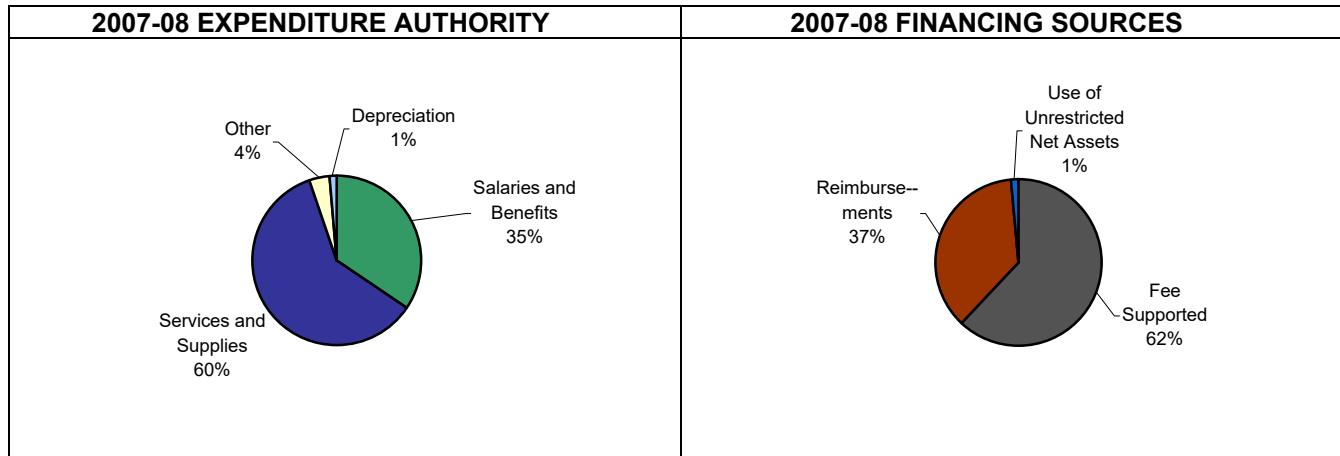 2007-08 EXPENDITURE AUTHORITY
Other
4%
Depreciation
1%
Salaries and
Benefits
35%
Services and
Supplies
60%
2007-08 FINANCING SOURCES
Use of
Unrestricted
Net Assets
1%
Reimburse--
ments
37%
Fee
Supported
62%